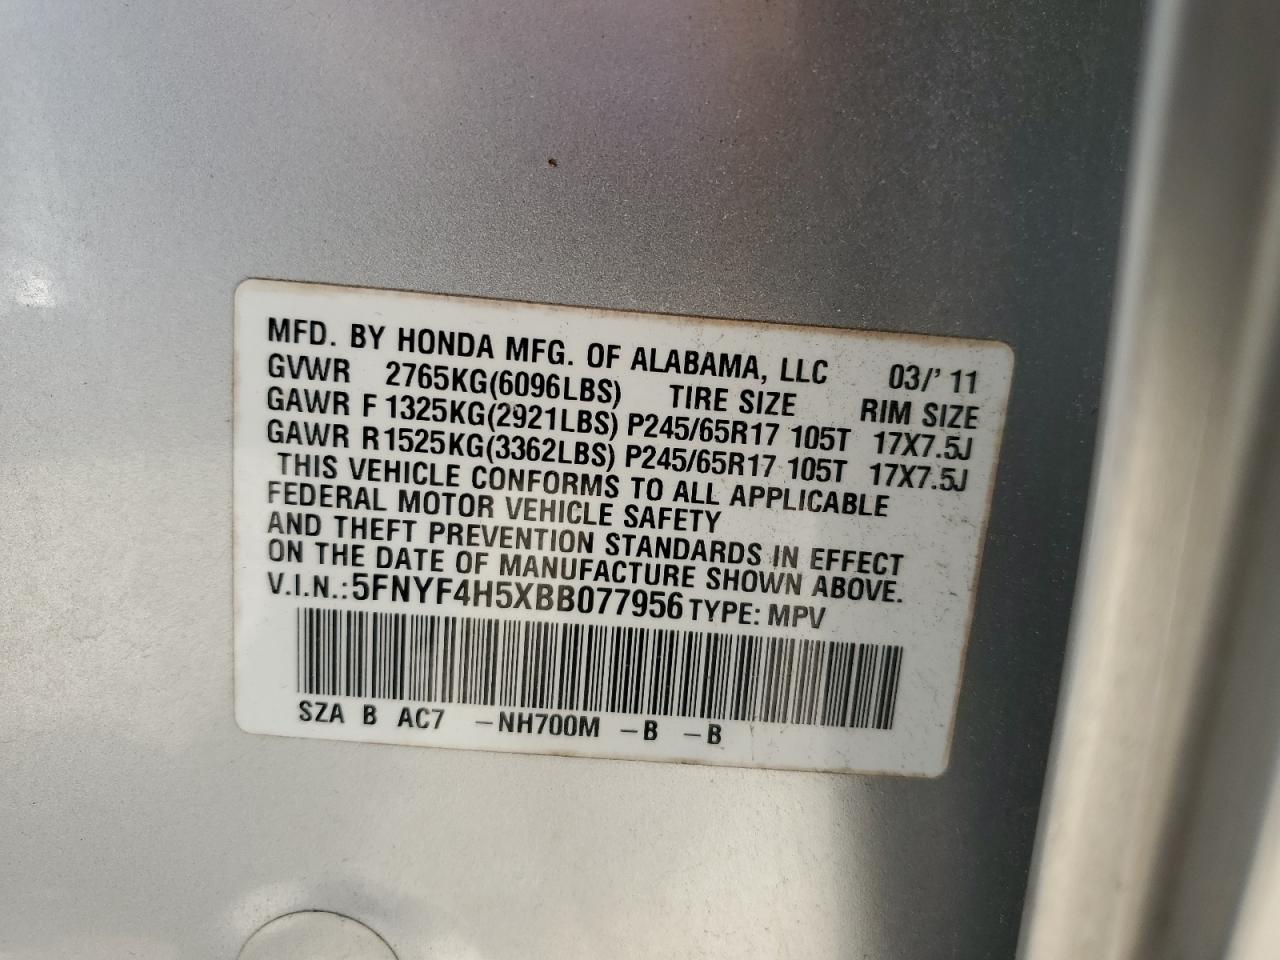 MFD. BY HONDA MFG. OF ALABAMA, LLC 03/' 11
GVWR 2765KG(6096LBS) TIRE SIZE RIM SIZE
GAWR F 1325KG(2921LBS) P245/65R17 105T 17X7.5J
GAWR R1525KG(3362LBS) P245/65R17 105T 17X7.5J
THIS VEHICLE CONFORMS TO ALL APPLICABLE
FEDERAL MOTOR VEHICLE SAFETY
AND THEFT PREVENTION STANDARDS IN EFFECT
ON THE DATE OF MANUFACTURE SHOWN ABOVE.
V.I.N.:5FNYF4H5XBB077956 TYPE: MPV
SZA B AC7 -NH700M -B -B